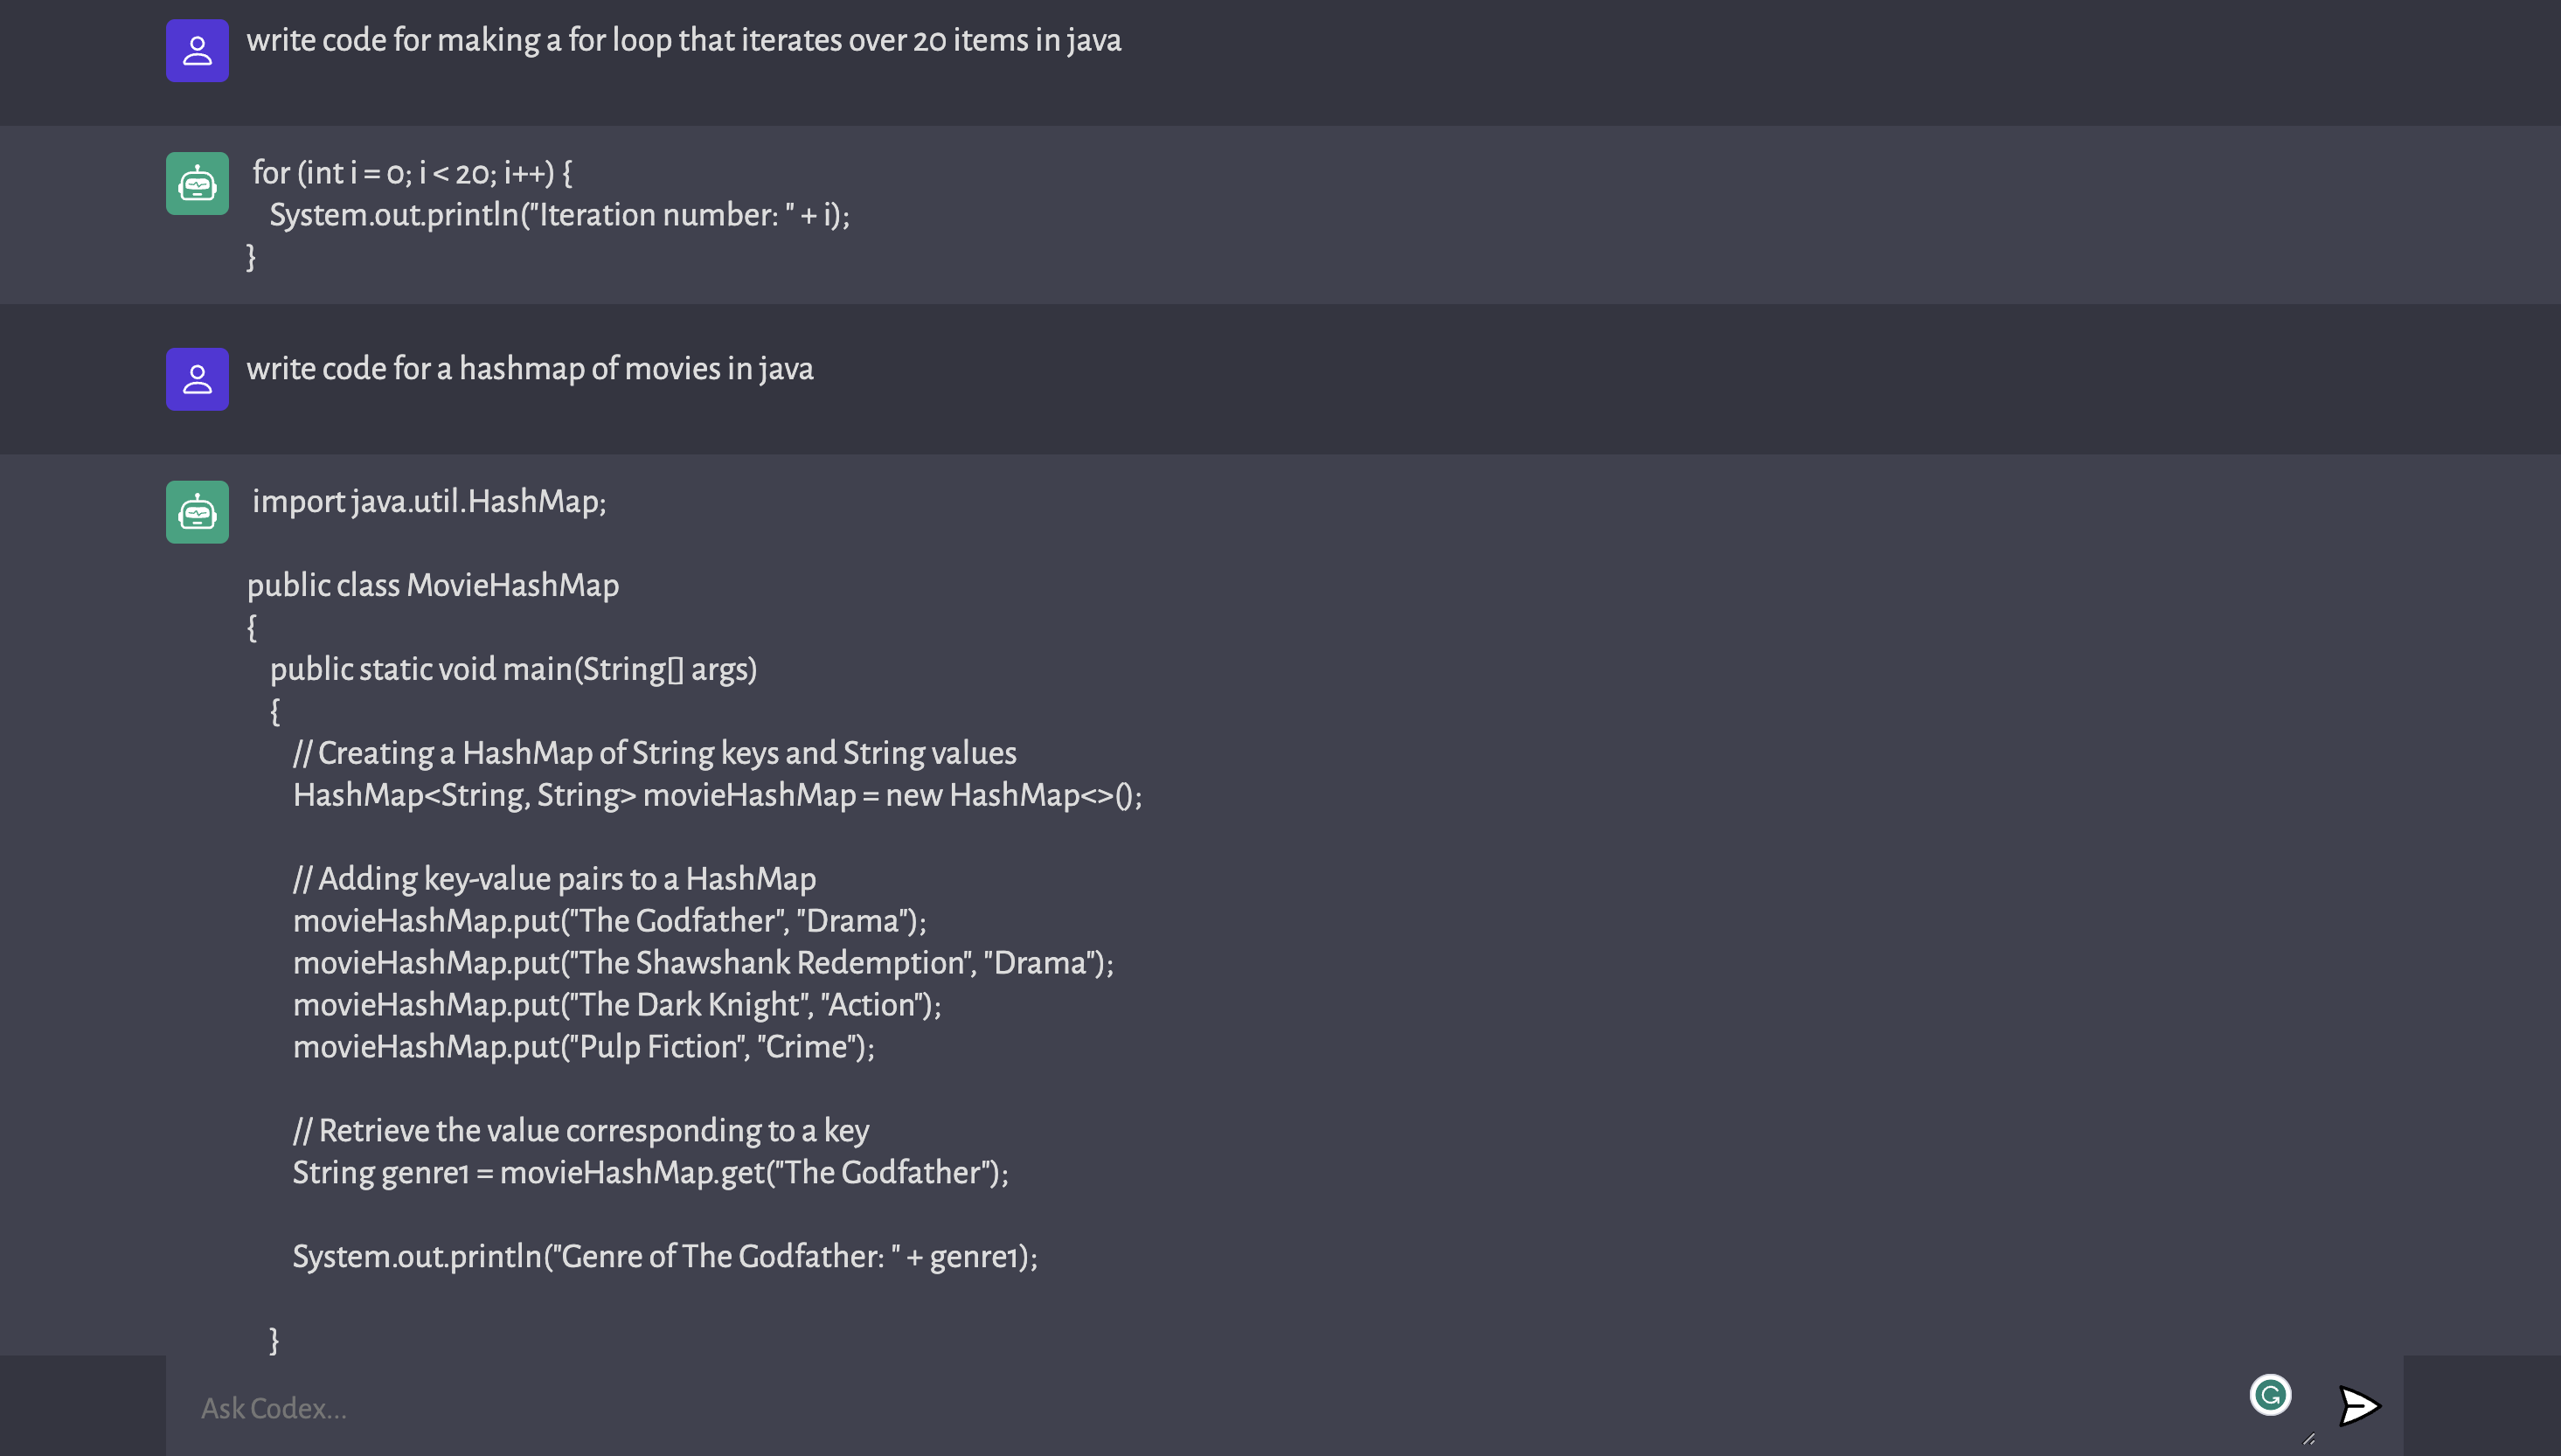 write code for making a for loop that iterates over 20 items in java
for (int i = 0; i < 20; i++) {
System.out.println("Iteration number: " + i);
}
write code for a hashmap of movies in java
import java.util.HashMap;
public class MovieHashMap
{
public static void main(String[] args)
{
// Creating a HashMap of String keys and String values
HashMap<String, String> movieHashMap = new HashMap<>();
// Adding key-value pairs to a HashMap
movieHashMap.put("The Godfather", "Drama");
movieHashMap.put("The Shawshank Redemption", "Drama");
movieHashMap.put("The Dark Knight", "Action");
movieHashMap.put("Pulp Fiction", "Crime");
// Retrieve the value corresponding to a key
String genre1 = movieHashMap.get("The Godfather");
System.out.println("Genre of The Godfather: " + genre1);
}
Ask Codex...